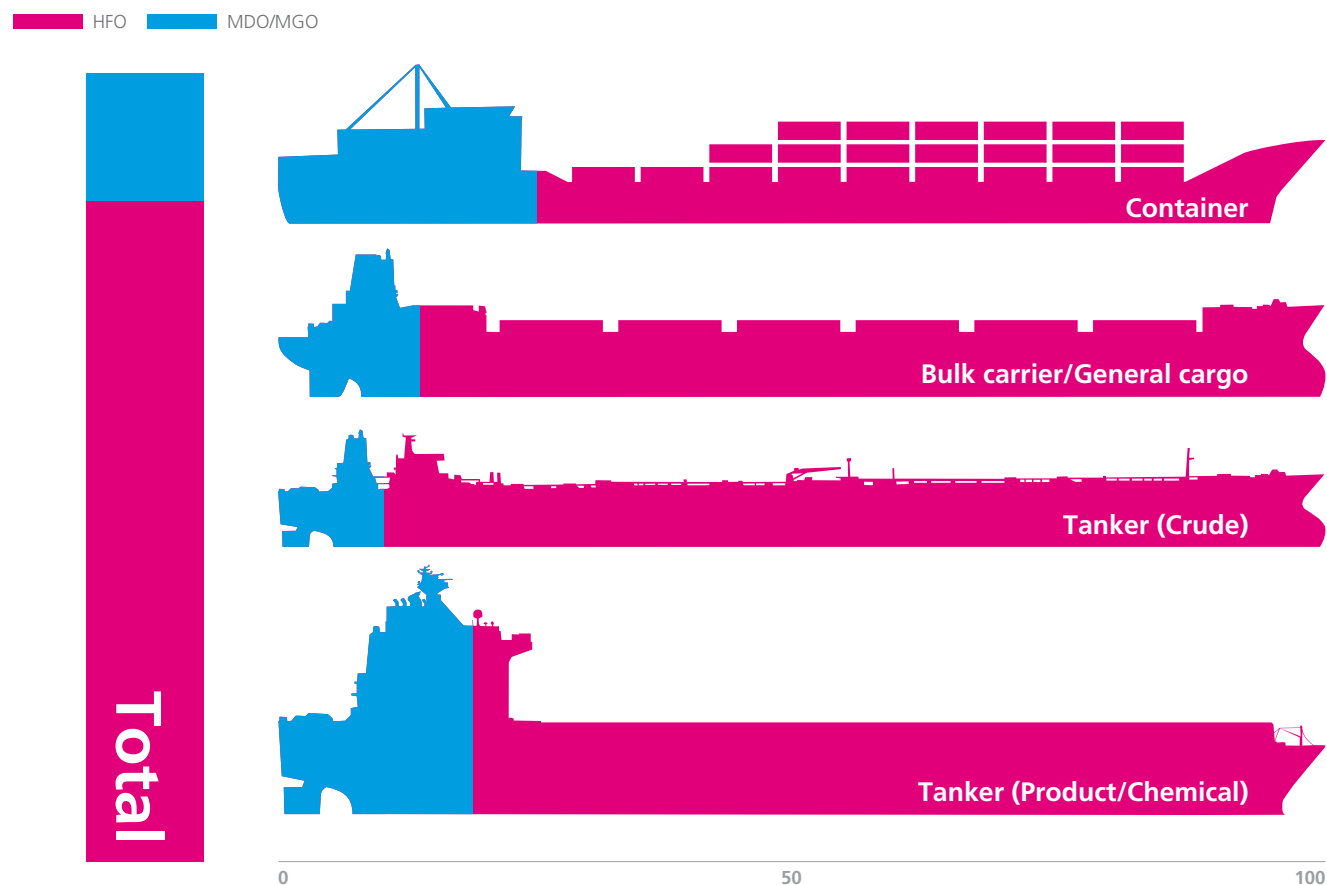 HFO
MDO/MGO
Total
Container
Bulk carrier/General cargo
Tanker (Crude)
Tanker (Product/Chemical)
0 50 100